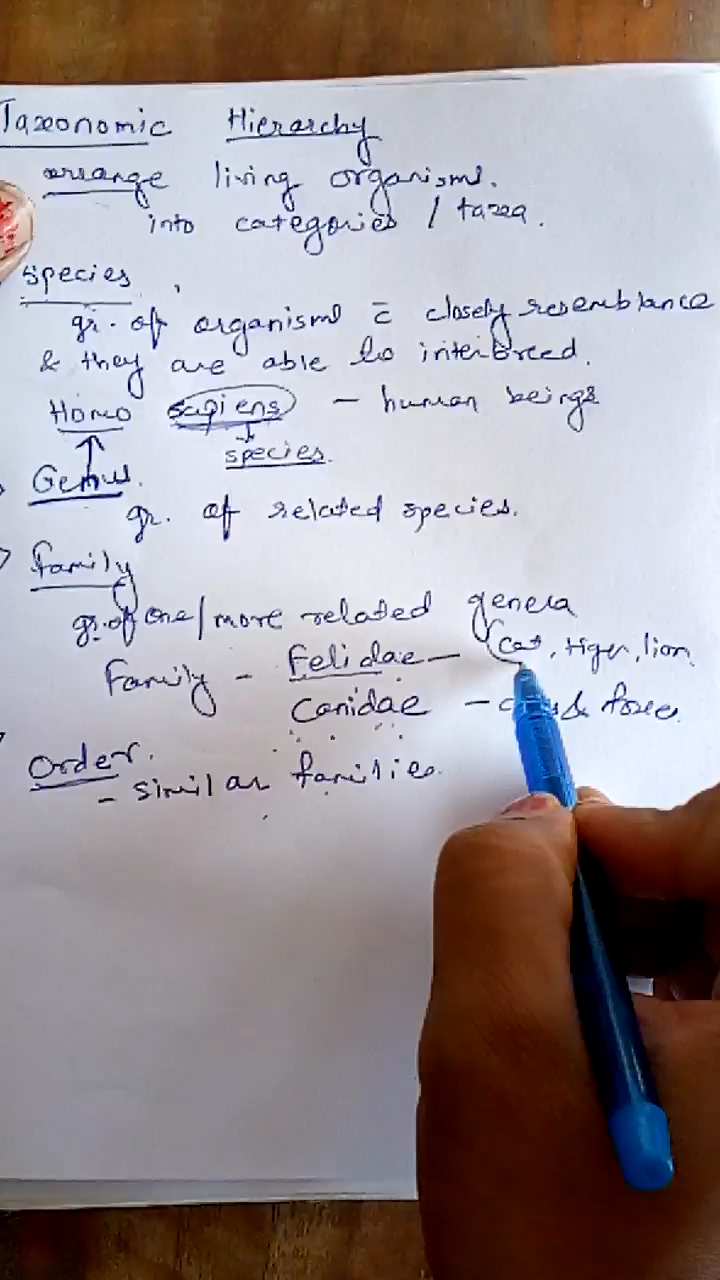 Taxonomic Hierarchy
arrange living organisms.
into categories / taxa.
Species
gr. of organisms c̄ closely resemblance
& they are able to interbreed.
Homo sapiens - human beings
species.
Genus.
gr. of related species.
Family
gr. of one/more related genera
Family - Felidae - Cat, tiger, lion
Canidae - & foxes.
Order.
- similar families.